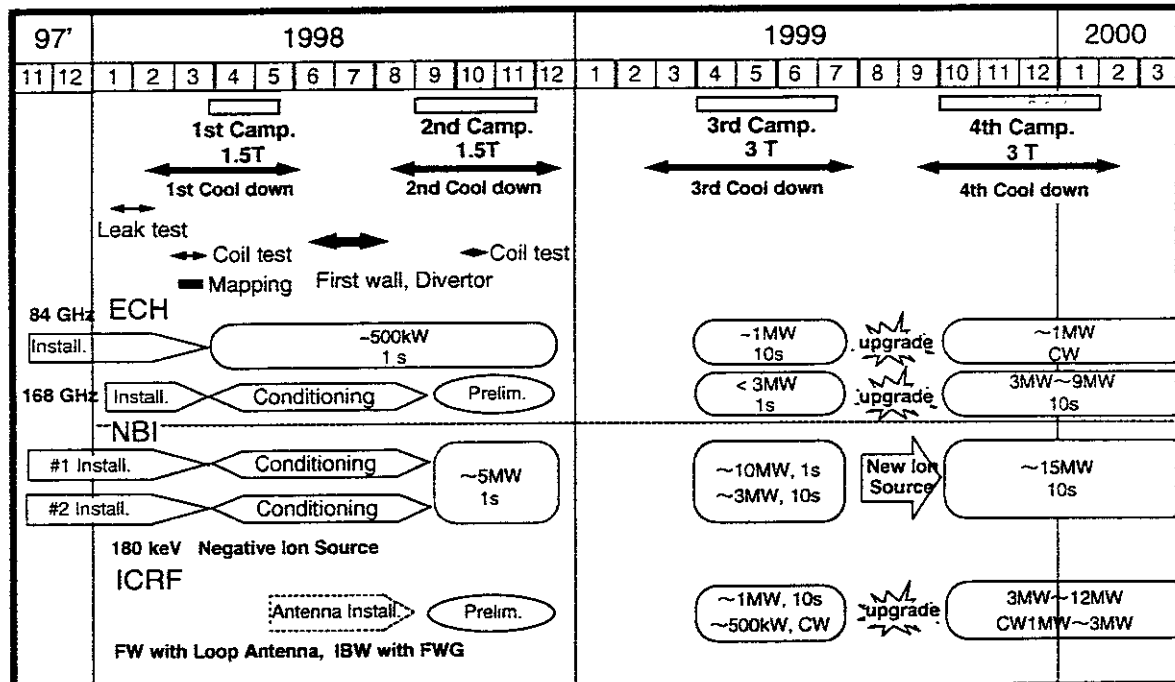 97' 1998 1999 2000
11 12 1 2 3 4 5 6 7 8 9 10 11 12 1 2 3 4 5 6 7 8 9 10 11 12 1 2 3
1st Camp. 2nd Camp. 3rd Camp. 4th Camp.
1.5T 1.5T 3 T 3 T
1st Cool down 2nd Cool down 3rd Cool down 4th Cool down
Leak test
Coil test Coil test
Mapping First wall, Divertor
ECH
84 GHz
Install. ~500kW ~1MW upgrade ~1MW
1 s 10s CW
168 GHz Install. Conditioning Prelim. < 3MW upgrade 3MW~9MW
1s 10s
NBI
#1 Install. Conditioning
~5MW ~10MW, 1s New Ion ~15MW
1s ~3MW, 10s Source 10s
#2 Install. Conditioning
180 keV Negative Ion Source
ICRF
Antenna Install. Prelim. ~1MW, 10s upgrade 3MW~12MW
~500kW, CW CW1MW~3MW
FW with Loop Antenna, IBW with FWG